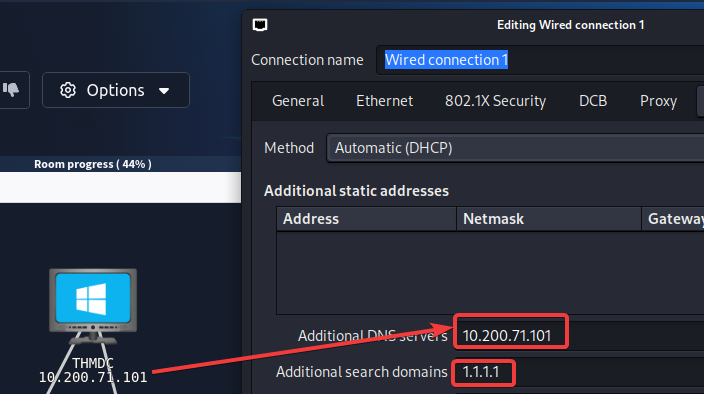 Editing Wired connection 1
Connection name Wired connection 1
Options
General Ethernet 802.1X Security DCB Proxy
Method Automatic (DHCP)
Room progress ( 44% )
Additional static addresses
Address Netmask Gateway
Additional DNS servers 10.200.71.101
THMDC
10.200.71.101
Additional search domains 1.1.1.1